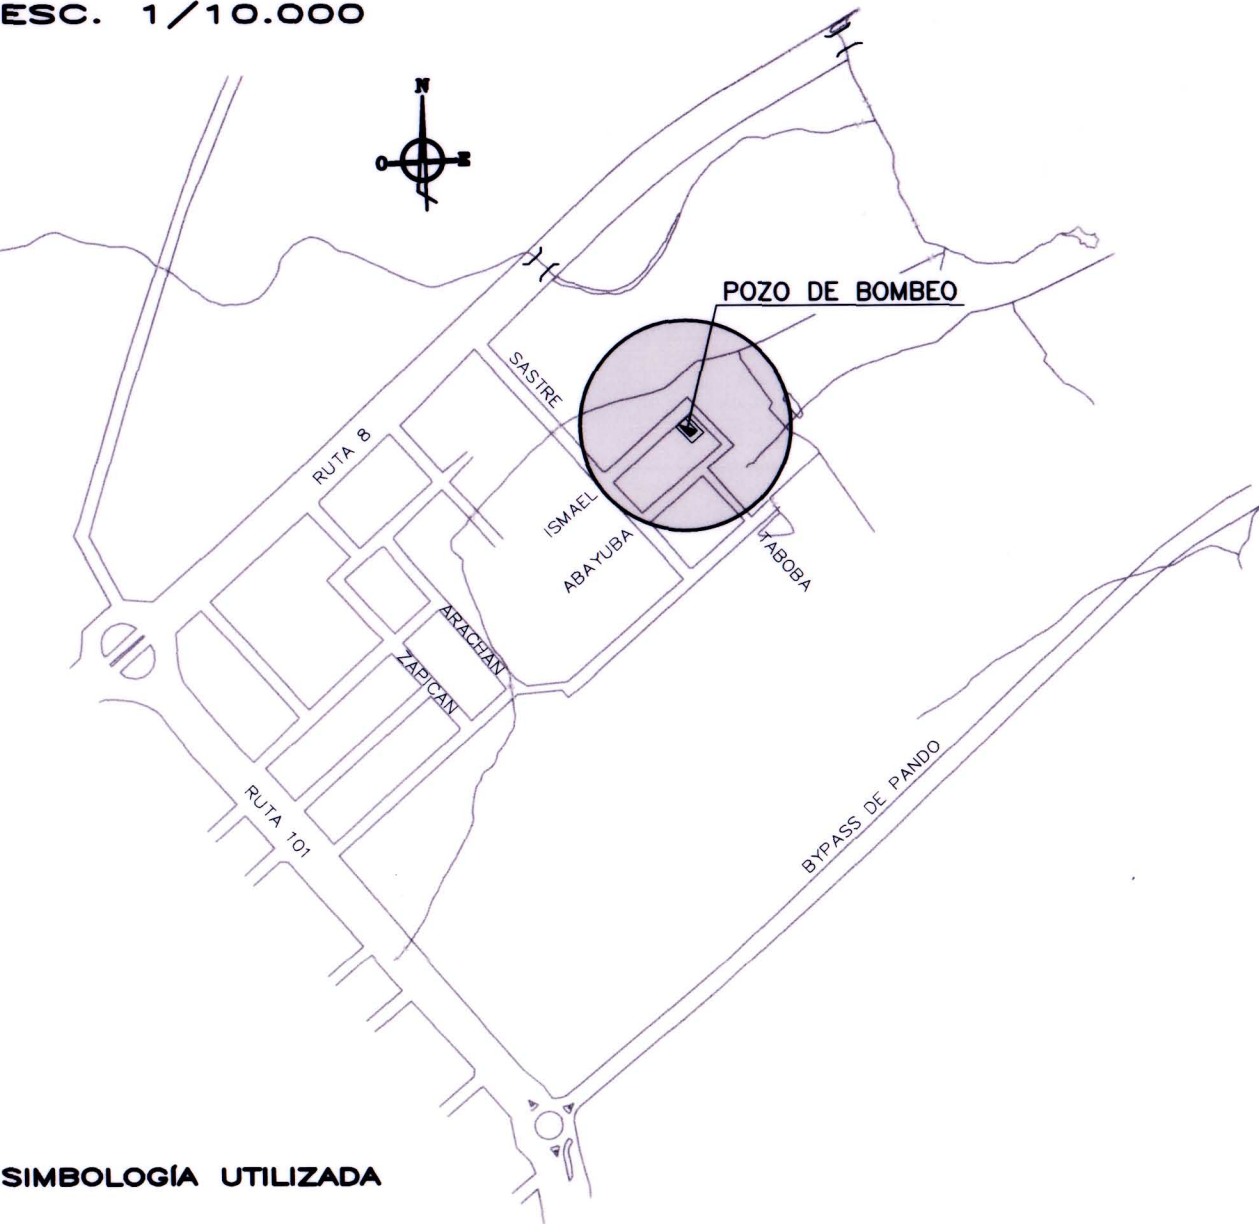 ESC. 1/10.000
N
O E
POZO DE BOMBEO
SASTRE
RUTA 8
ISMAEL
ABAYUBA
TABOBA
ARACHAN
ZAPICAN
RUTA 101
BYPASS DE PANDO
SIMBOLOGÍA UTILIZADA